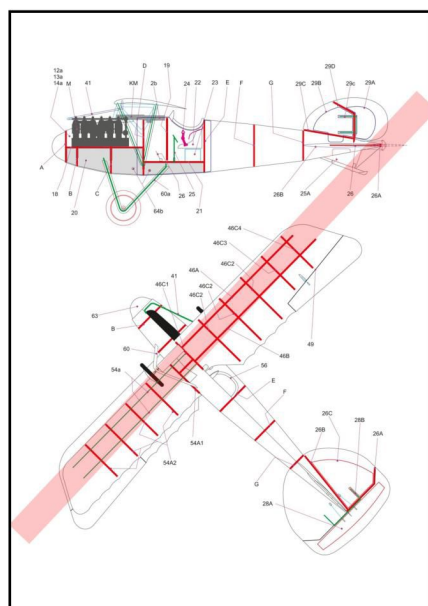 D
19
29D
12a
13a
14a
M
41
KM
2b
24
22
23
E
F
G
29C
29B
29c
29A
A
18
B
20
C
64b
60a
26
25
21
26B
25A
26
26A
46C4
46C3
46A
46C2
41
46C1
46C2
63
B
60
54a
49
46B
56
E
F
54A1
54A2
26C
28B
26B
26A
G
28A